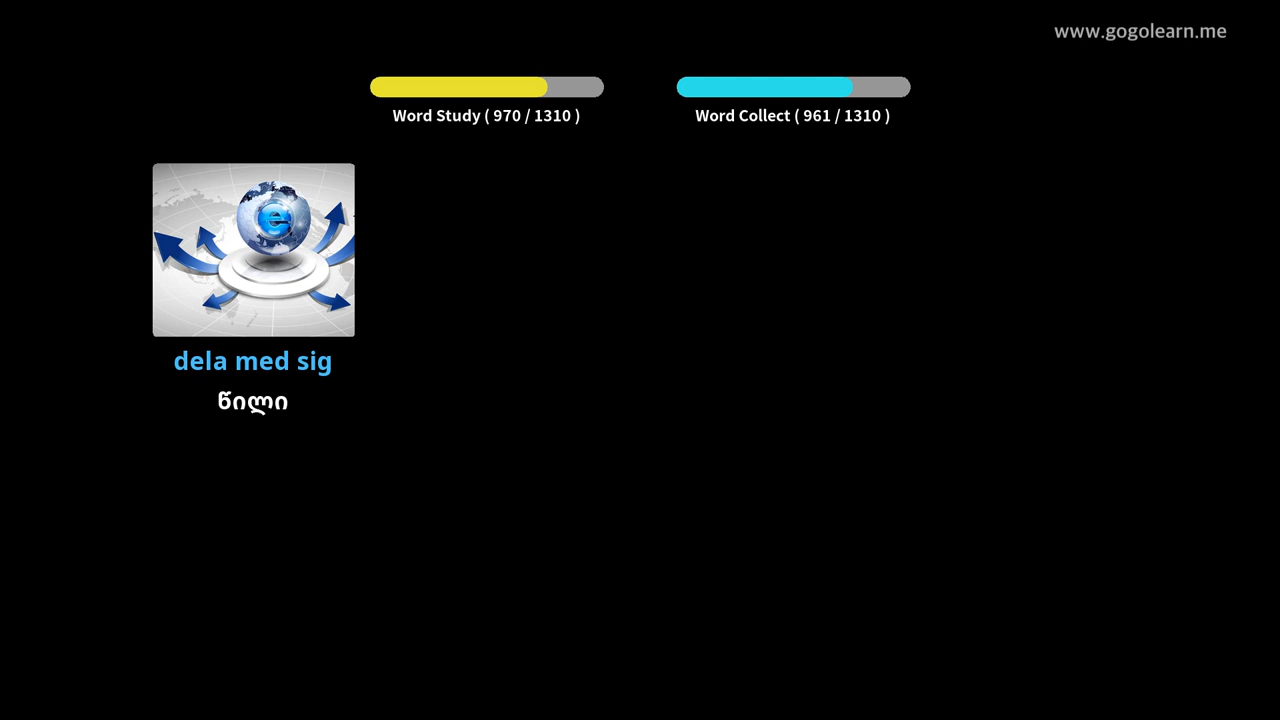 www.gogolearn.me
Word Study ( 970 / 1310 )
Word Collect ( 961 / 1310 )
e
dela med sig
წილი